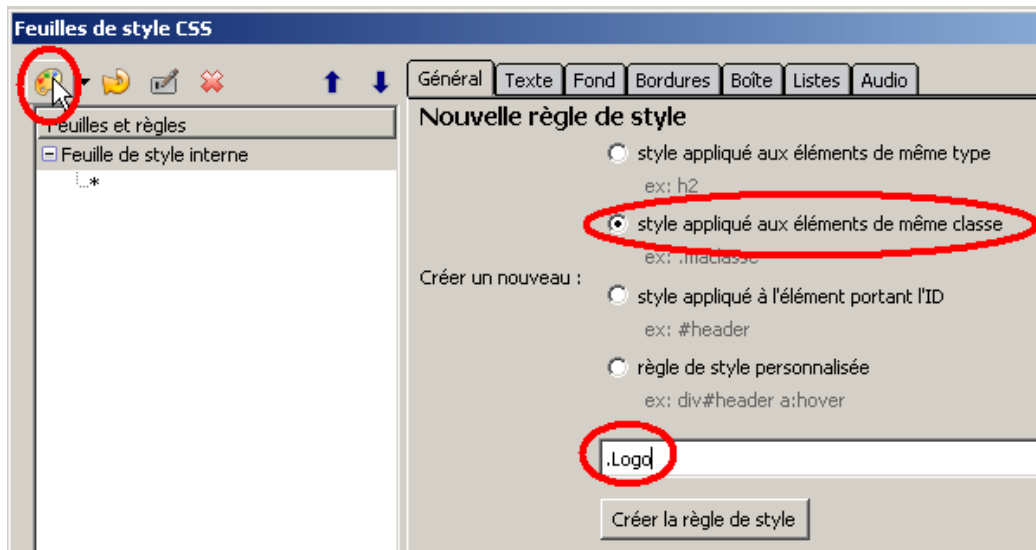 Feuilles de style CSS
Général Texte Fond Bordures Boîte Listes Audio
Feuilles et règles
Feuille de style interne
*
Nouvelle règle de style
style appliqué aux éléments de même type
ex: h2
style appliqué aux éléments de même classe
ex: .maclasse
Créer un nouveau :
style appliqué à l'élément portant l'ID
ex: #header
règle de style personnalisée
ex: div#header a:hover
.Logo
Créer la règle de style